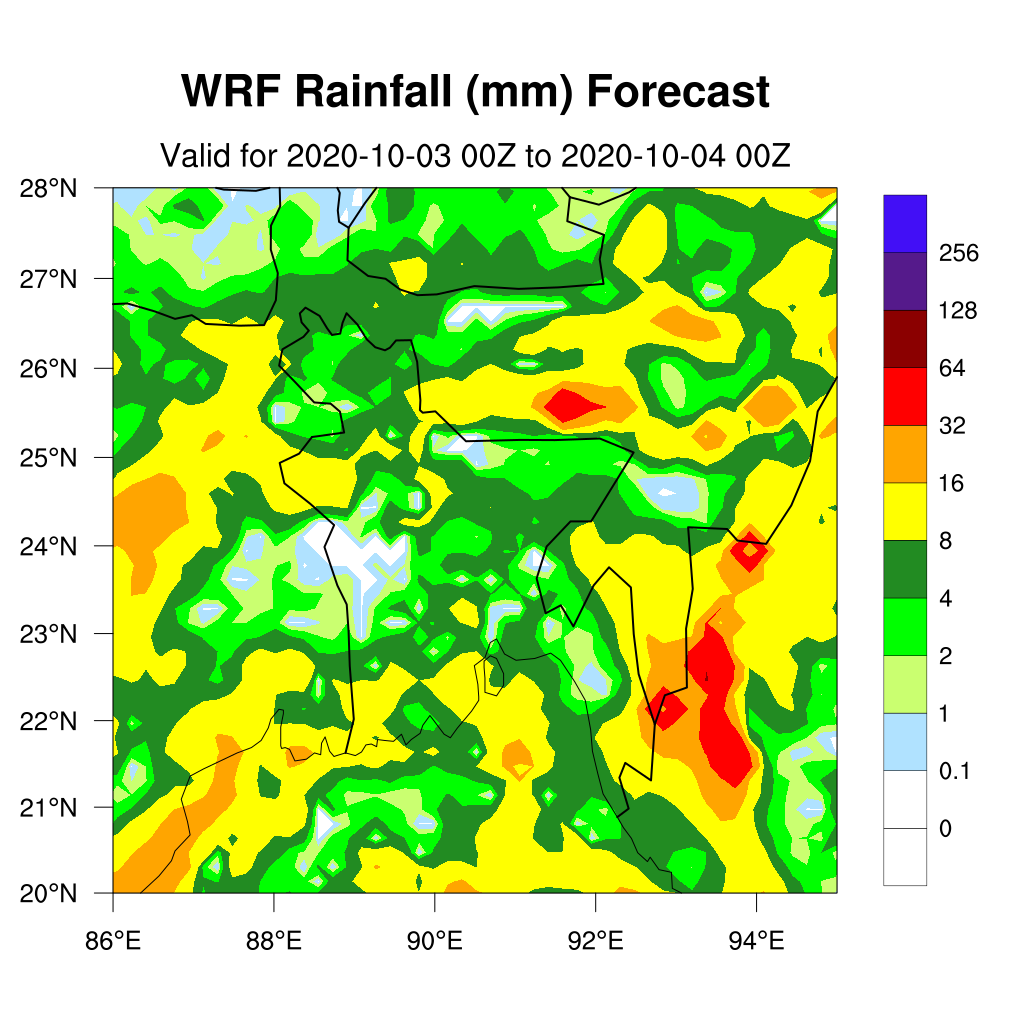 WRF Rainfall (mm) Forecast
Valid for 2020-10-03 00Z to 2020-10-04 00Z
28°N
27°N
26°N
25°N
24°N
23°N
22°N
21°N
20°N
86°E
88°E
90°E
92°E
94°E
256
128
64
32
16
8
4
2
1
0.1
0